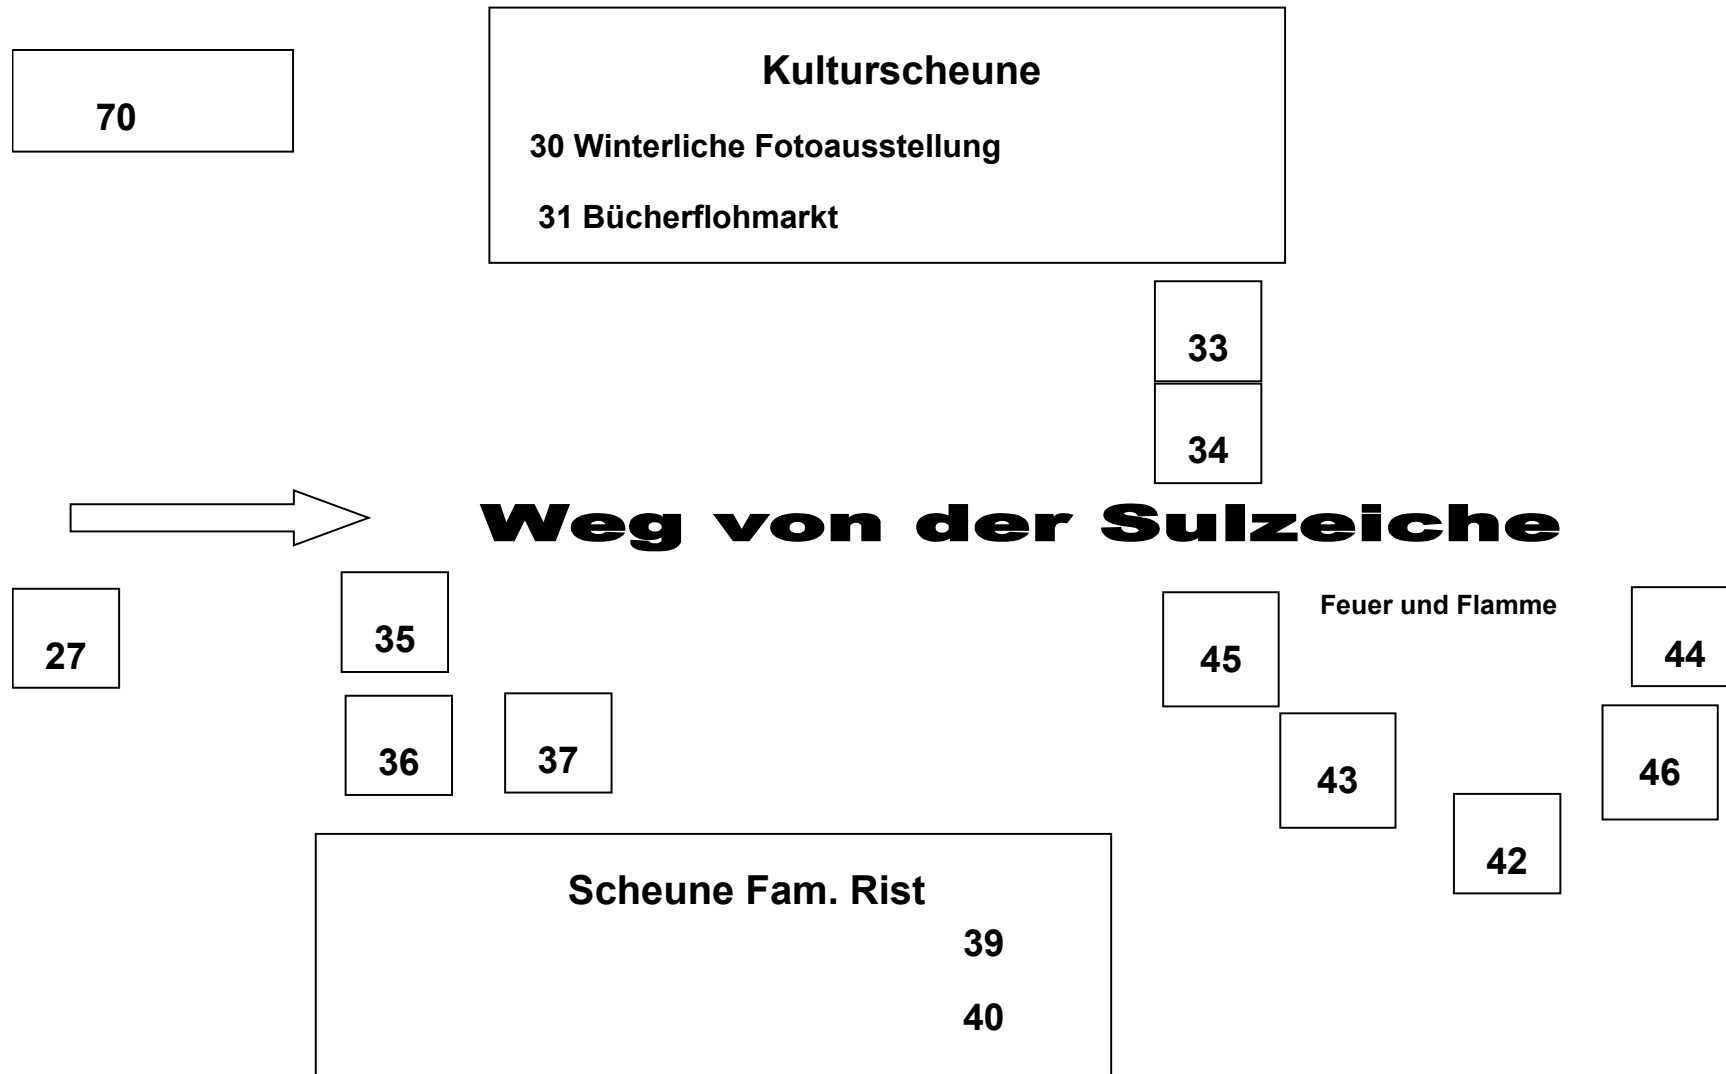 Kulturscheune
70
30 Winterliche Fotoausstellung
31 Bücherflohmarkt
33
34
Weg von der Sulzeiche
Feuer und Flamme
27
35
45
44
36
37
43
46
42
Scheune Fam. Rist
39
40